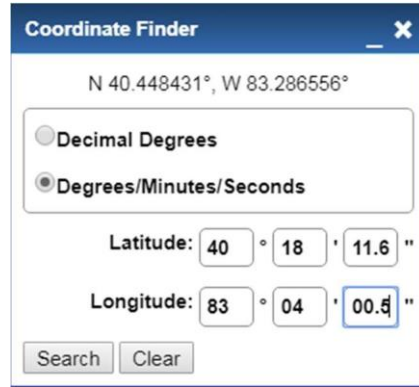 Coordinate Finder _ ×
N 40.448431°, W 83.286556°
Decimal Degrees
Degrees/Minutes/Seconds
Latitude: 40 ° 18 ' 11.6 "
Longitude: 83 ° 04 ' 00.5 "
Search Clear